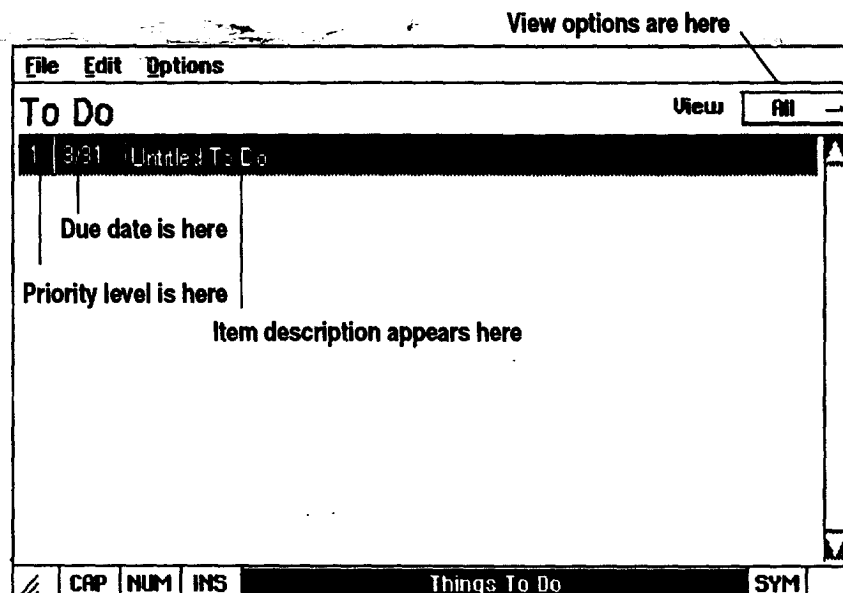 View options are here
File Edit Options
To Do View All
1 3/31 Untitled To Do
Due date is here
Priority level is here
Item description appears here
CAP NUM INS Things To Do SYM